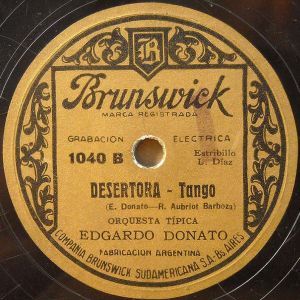 B
Brunswick
MARCA REGISTRADA
GRABACION ELECTRICA
1040 B
Estribillo
L. Díaz
DESERTORA - Tango
(E. Donato—R. Aubriot Barboza)
ORQUESTA TÍPICA
EDGARDO DONATO
FABRICACION ARGENTINA
COMPAÑIA BRUNSWICK SUDAMERICANA S.A-Bs. AIRES